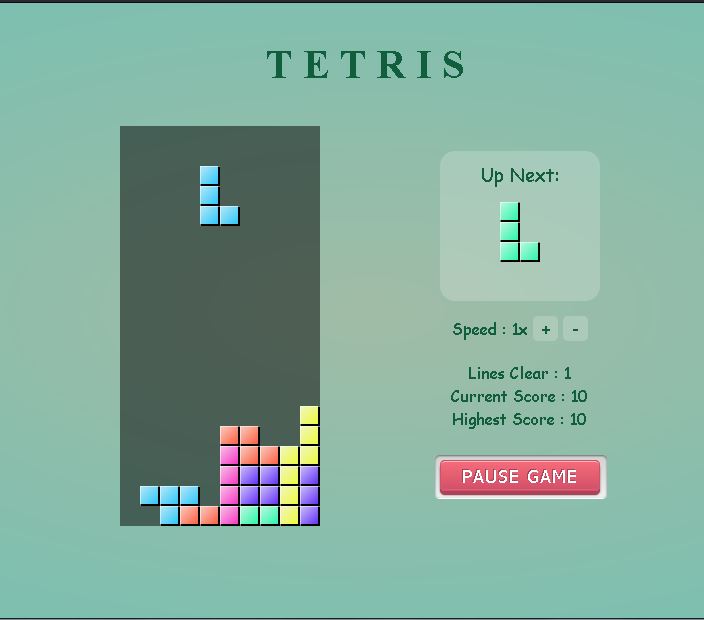 TETRIS
Up Next:
Speed : 1x + -
Lines Clear : 1
Current Score : 10
Highest Score : 10
PAUSE GAME